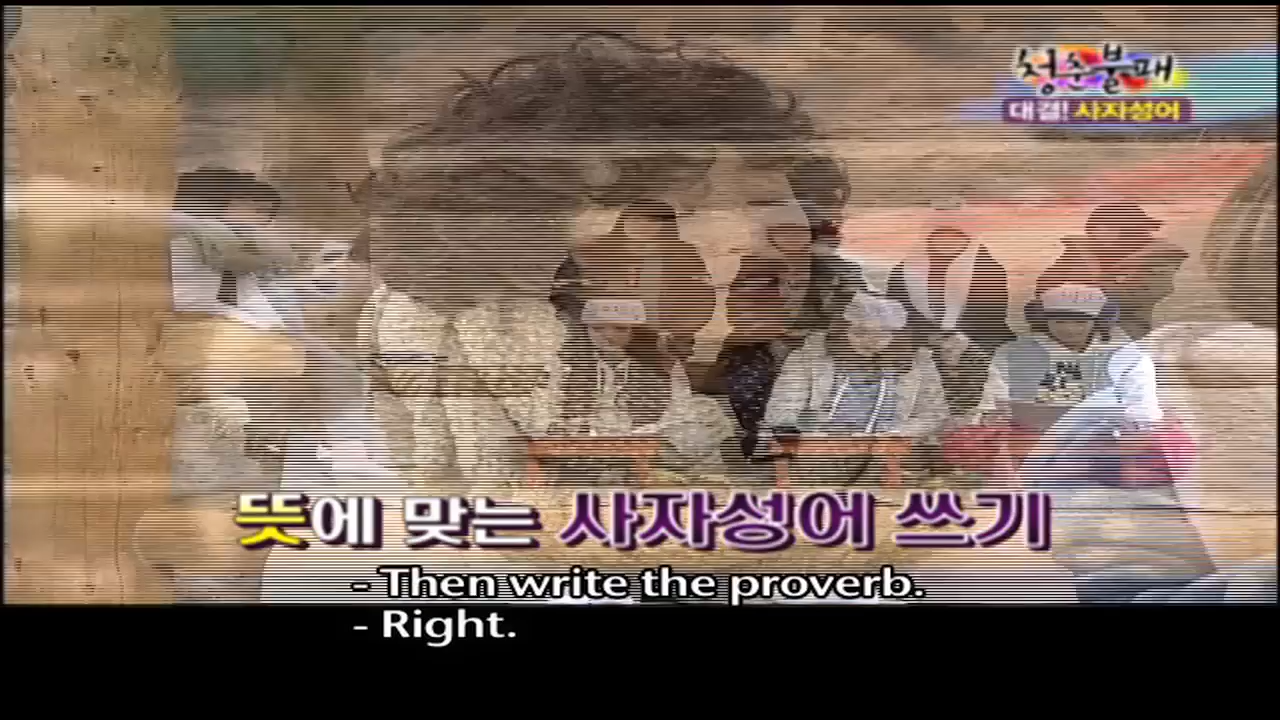 청춘불패
대결! 사자성어
뜻에 맞는 사자성어 쓰기
- Then write the proverb.
- Right.